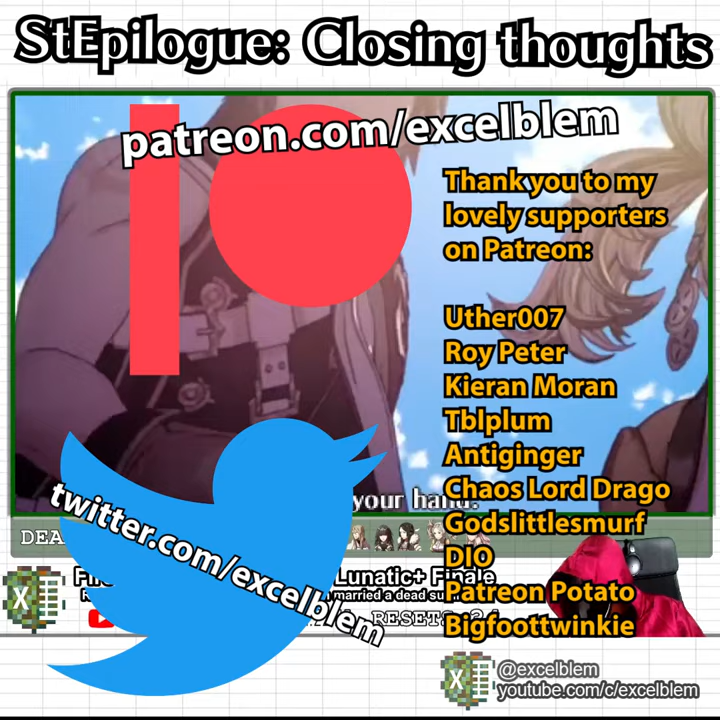 StEpilogue: Closing thoughts
patreon.com/excelblem
Thank you to my
lovely supporters
on Patreon:
Uther007
Roy Peter
Kieran Moran
Tblplum
Antiginger
Chaos Lord Drago
Godslittlesmurf
DIO
Patreon Potato
Bigfoottwinkie
your hand.
twitter.com/excelblem
Lunatic+ Finale
married a dead
RESETS:
@excelblem
youtube.com/c/excelblem